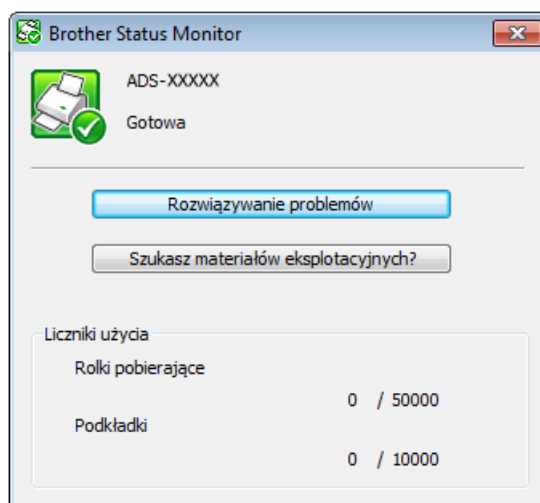 Brother Status Monitor
ADS-XXXXX
Gotowa
Rozwiązywanie problemów
Szukasz materiałów eksplotacyjnych?
Liczniki użycia
Rolki pobierające
0 / 50000
Podkładki
0 / 10000